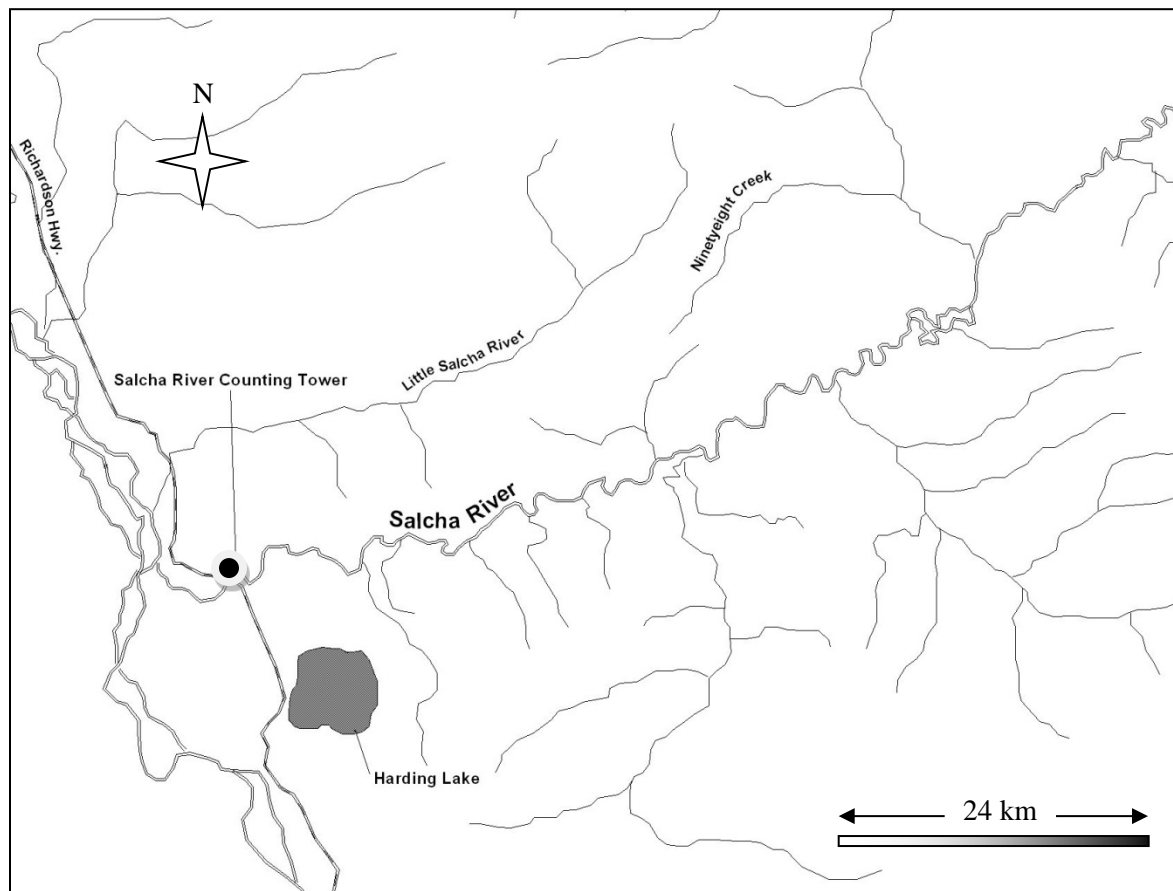 N
Richardson Hwy.
Ninetyeight Creek
Little Salcha River
Salcha River Counting Tower
Salcha River
Harding Lake
24 km